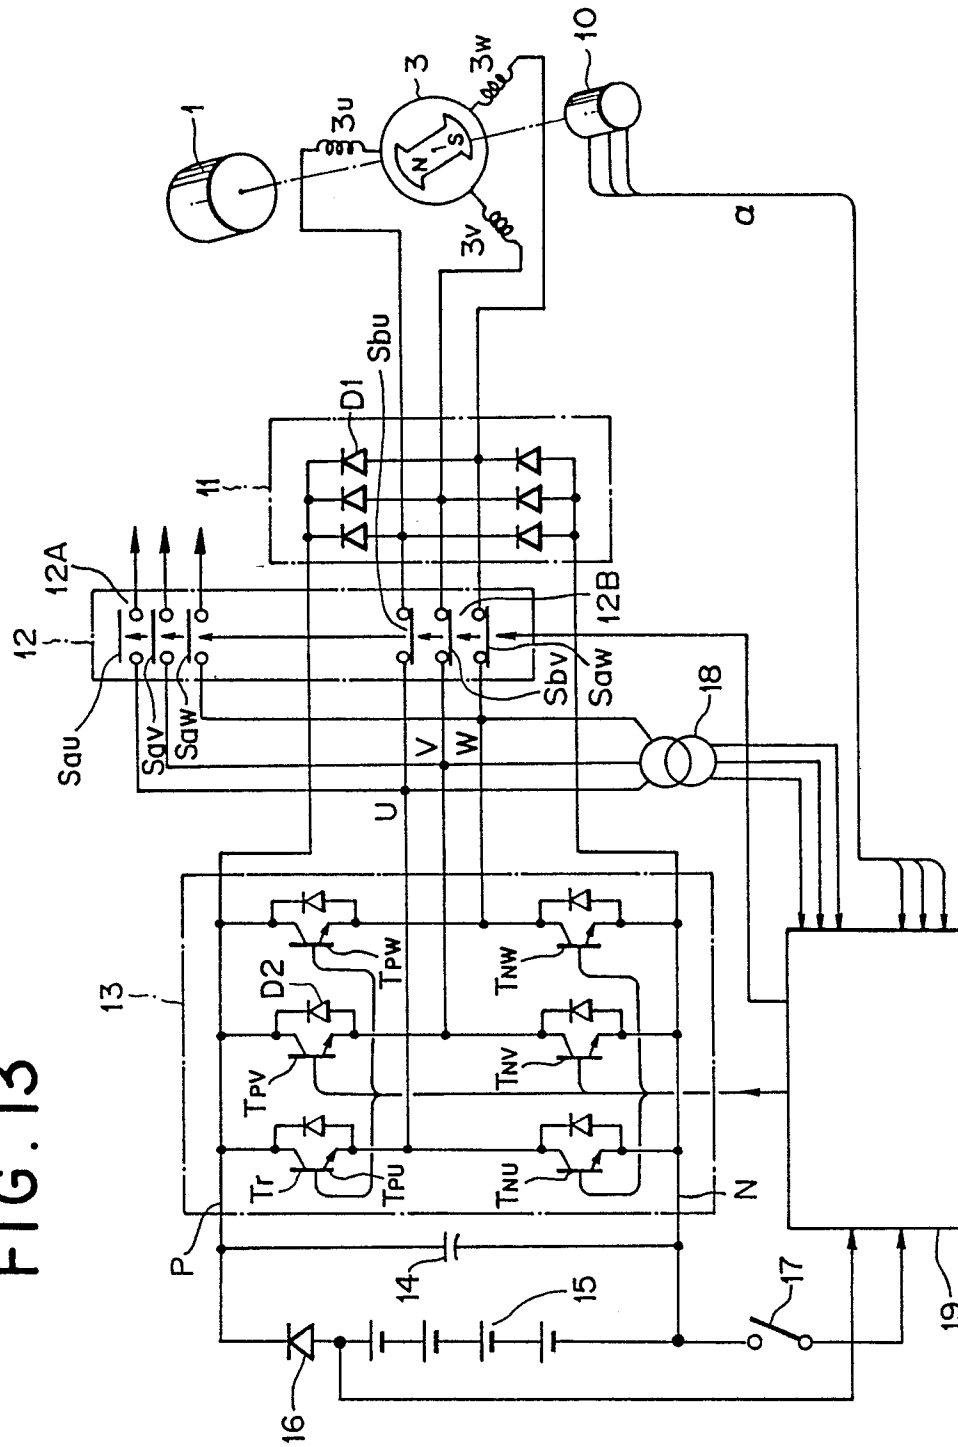 FIG. 13
1
3u
3
3w
N
S
1
3v
10
a
Sbu
D1
11
12A
12
12B
Sau
Sav
Saw
Sbv
Saw
18
V
W
U
13
TPW
D2
TNW
TPV
TNV
Tr
TPU
TNU
N
P
14
15
16
17
19